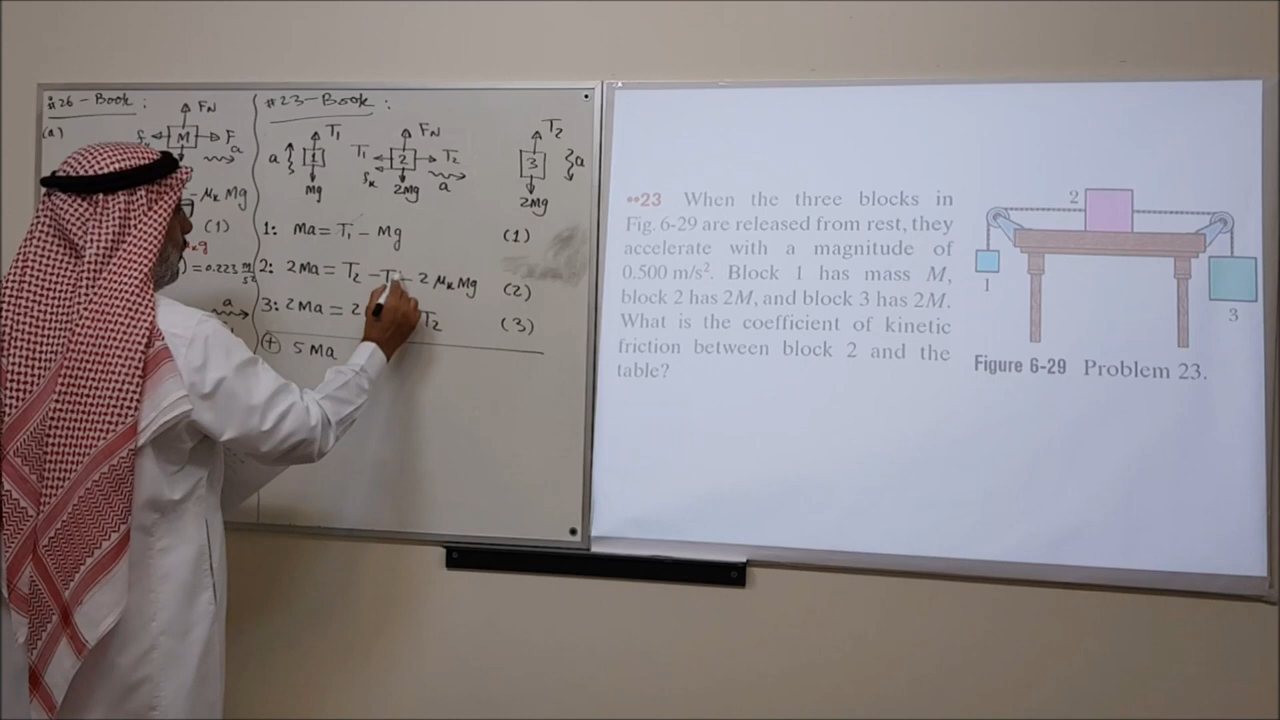 #26 - Book :
(a)
FN
M
F
a
- μk Mg
(1)
= 0.223 m/s²
a
#23 - Book :
T1
a
1
Mg
FN
T1
2
T2
fk
2Mg
a
T2
3
a
2Mg
1: Ma = T1 - Mg (1)
2: 2Ma = T2 - T - 2 μk Mg (2)
3: 2Ma = 2 T2 (3)
+ 5 Ma
••23 When the three blocks in
Fig. 6-29 are released from rest, they
accelerate with a magnitude of
0.500 m/s². Block 1 has mass M,
block 2 has 2M, and block 3 has 2M.
What is the coefficient of kinetic
friction between block 2 and the
table?
2
1
3
Figure 6-29 Problem 23.